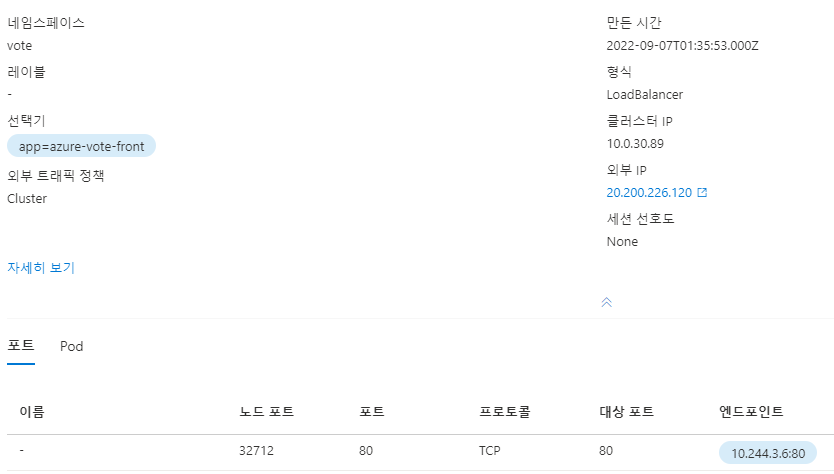 네임스페이스
vote
레이블
-
선택기
app=azure-vote-front
외부 트래픽 정책
Cluster
자세히 보기
만든 시간
2022-09-07T01:35:53.000Z
형식
LoadBalancer
클러스터 IP
10.0.30.89
외부 IP
20.200.226.120
세션 선호도
None
포트 Pod
이름 노드 포트 포트 프로토콜 대상 포트 엔드포인트
- 32712 80 TCP 80 10.244.3.6:80